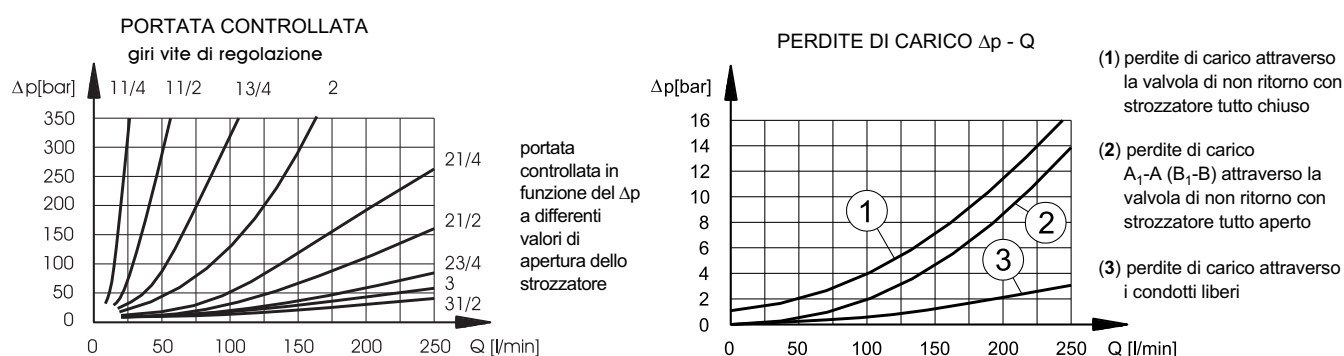 PORTATA CONTROLLATA
giri vite di regolazione
Δp[bar]
11/4 11/2 13/4 2
350
300
250
200
150
100
50
0
21/4
21/2
23/4
3
31/2
0 50 100 150 200 250 Q [l/min]
portata
controllata in
funzione del Δp
a differenti
valori di
apertura dello
strozzatore
PERDITE DI CARICO Δp - Q
Δp[bar]
16
14
12
10
8
6
4
2
0
1
2
3
0 50 100 150 200 250 Q [l/min]
(1) perdite di carico attraverso
la valvola di non ritorno con
strozzatore tutto chiuso
(2) perdite di carico
A1-A (B1-B) attraverso la
valvola di non ritorno con
strozzatore tutto aperto
(3) perdite di carico attraverso
i condotti liberi